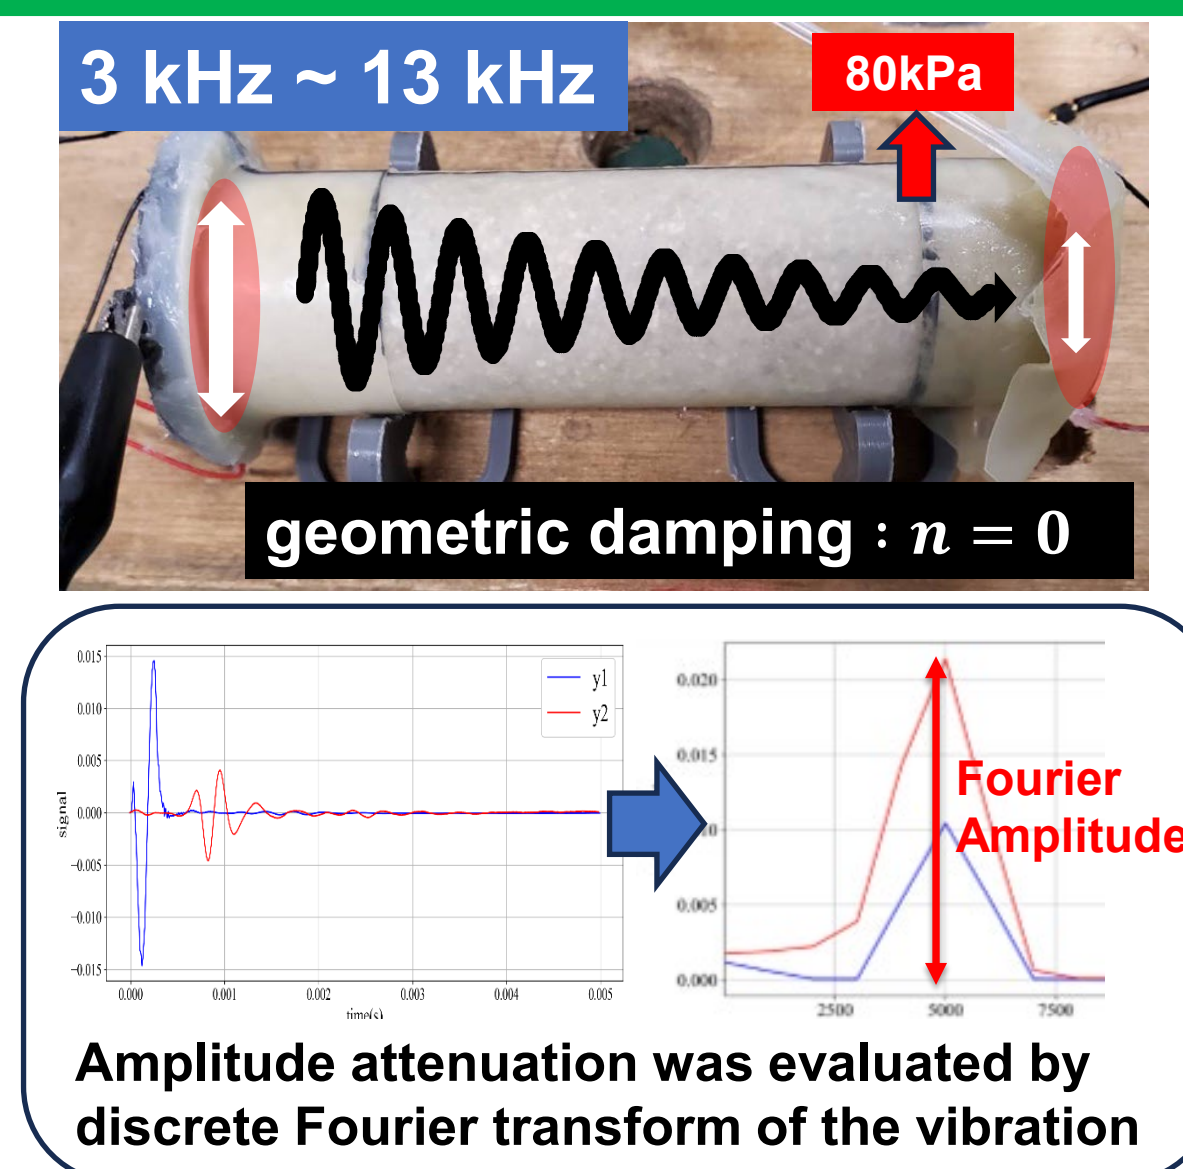 3 kHz ~ 13 kHz
80kPa
geometric damping : n = 0
0.015
0.010
0.005
0.000
−0.005
−0.010
−0.015
signal
0.000 0.001 0.002 0.003 0.004 0.005
time(s)
y1
y2
0.020
0.015
10
0.005
0.000
2500 5000 7500
Fourier
Amplitude
Amplitude attenuation was evaluated by
discrete Fourier transform of the vibration